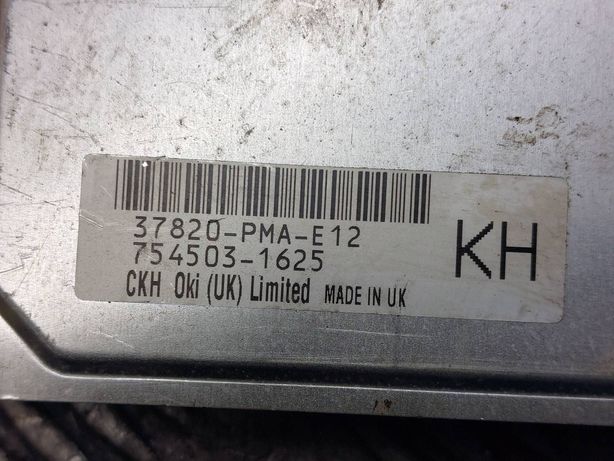 37820-PMA-E12
754503-1625
KH
CKH Oki (UK) Limited MADE IN UK